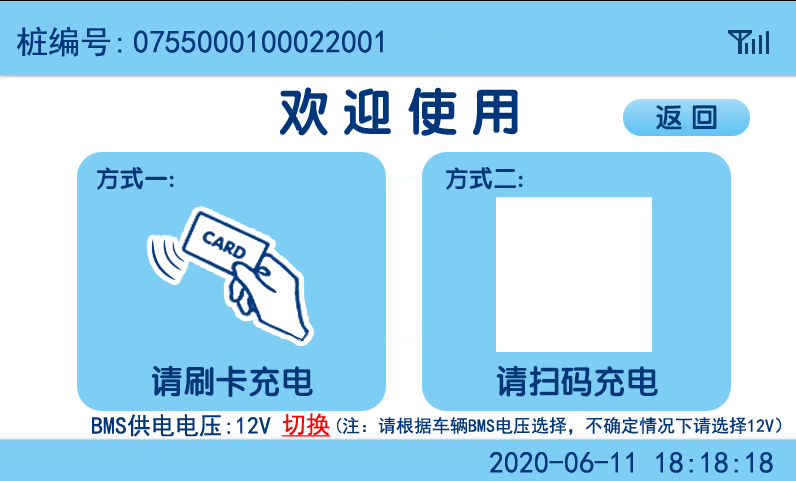 桩编号: 0755000100022001
欢迎使用
返回
方式一:
CARD
请刷卡充电
方式二:
请扫码充电
BMS供电电压:12V 切换 (注: 请根据车辆BMS电压选择, 不确定情况下请选择12V)
2020-06-11 18:18:18